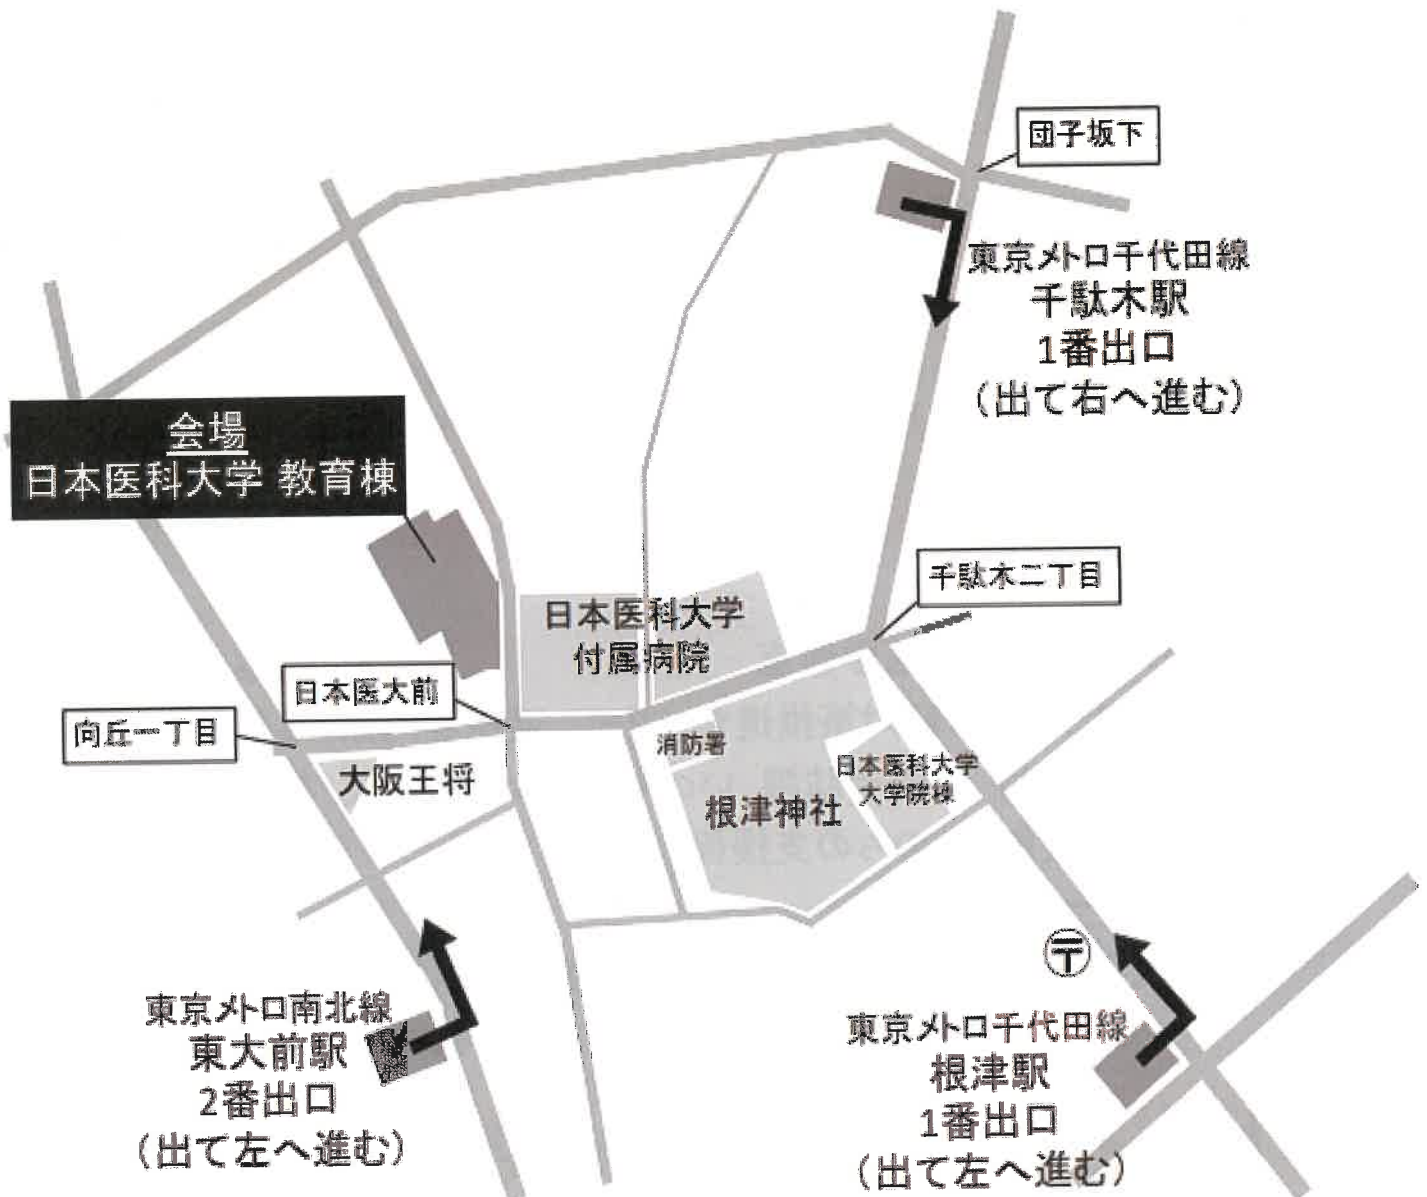 団子坂下
東京メトロ千代田線
千駄木駅
1番出口
（出て右へ進む）
会場
日本医科大学 教育棟
千駄木二丁目
日本医科大学
付属病院
日本医大前
向丘一丁目
消防署
大阪王将
日本医科大学
大学院棟
根津神社
〒
東京メトロ南北線
東大前駅
2番出口
（出て左へ進む）
東京メトロ千代田線
根津駅
1番出口
（出て左へ進む）